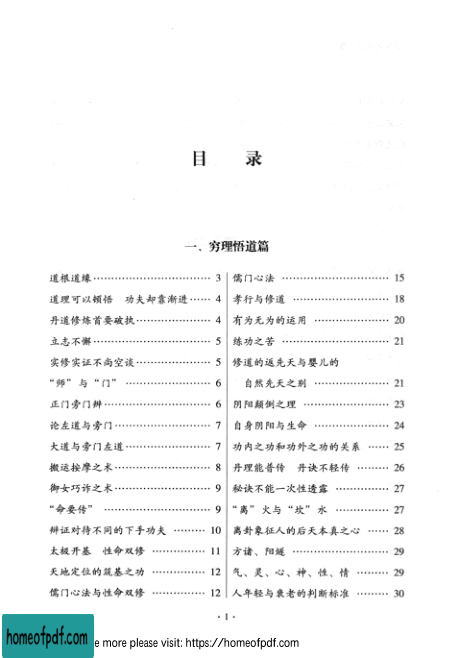 目 录
一、穷理悟道篇
道根道缘…………………………3
道理可以顿悟 功夫却靠渐进……4
丹道修炼首要破执………………4
立志不懈…………………………5
实修实证不尚空谈………………5
“师”与“门”…………………6
正门旁门辨………………………6
论左道与旁门……………………7
大道与旁门左道…………………7
搬运按摩之术……………………8
御女巧诈之术……………………9
“命要传”………………………9
辩证对待不同的下手功夫………10
太极开基 性命双修……………11
天地定位的筑基之功……………12
儒门心法与性命双修……………12
儒门心法…………………………15
孝行与修道………………………18
有为无为的运用…………………20
练功之苦…………………………21
修道的返先天与婴儿的
自然先天之别……………………21
阴阳颠倒之理……………………23
自身阴阳与生命…………………24
功内之功和功外之功的关系……25
丹理能普传 丹诀不轻传………26
秘诀不能一次性透露……………27
“离”火与“坎”水……………27
离卦象征人的后天本真之心……28
方诸、阳燧………………………29
气、灵、心、神、性、情………29
人年轻与衰老的判断标准………30
·1·
homeofpdf.com
e more please visit: https://homeofpdf.com